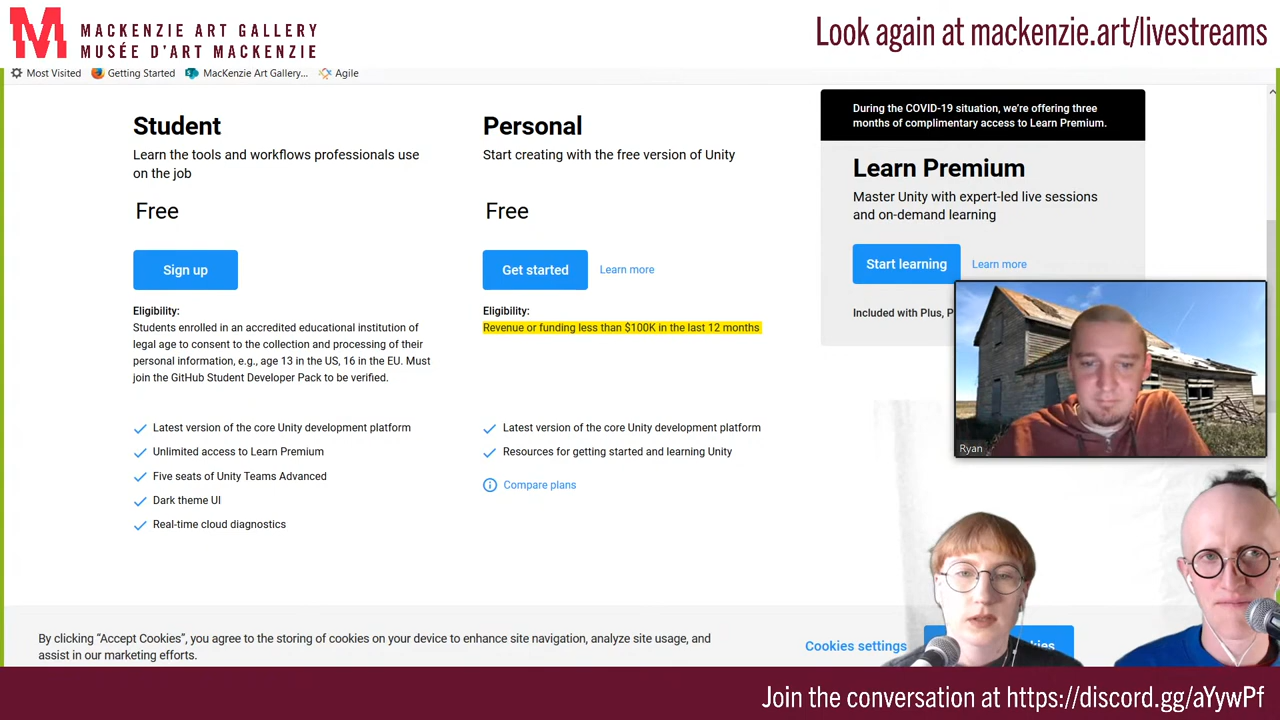 MACKENZIE ART GALLERY
MUSÉE D'ART MACKENZIE
Look again at mackenzie.art/livestreams
Most Visited
Getting Started
MacKenzie Art Gallery...
Agile
Student
Learn the tools and workflows professionals use
on the job
Free
Sign up
Eligibility:
Students enrolled in an accredited educational institution of
legal age to consent to the collection and processing of their
personal information, e.g., age 13 in the US, 16 in the EU. Must
join the GitHub Student Developer Pack to be verified.
Latest version of the core Unity development platform
Unlimited access to Learn Premium
Five seats of Unity Teams Advanced
Dark theme UI
Real-time cloud diagnostics
Personal
Start creating with the free version of Unity
Free
Get started
Learn more
Eligibility:
Revenue or funding less than $100K in the last 12 months
Latest version of the core Unity development platform
Resources for getting started and learning Unity
Compare plans
During the COVID-19 situation, we're offering three
months of complimentary access to Learn Premium.
Learn Premium
Master Unity with expert-led live sessions
and on-demand learning
Start learning
Learn more
Included with Plus, P
Ryan
By clicking "Accept Cookies", you agree to the storing of cookies on your device to enhance site navigation, analyze site usage, and
assist in our marketing efforts.
Cookies settings
Join the conversation at https://discord.gg/aYywPf